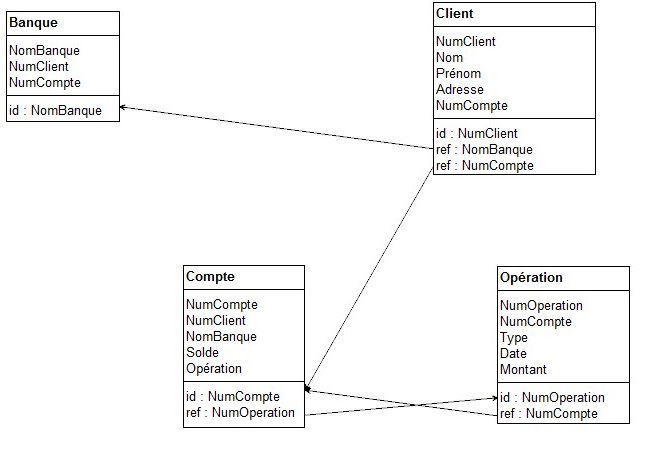 Banque
NomBanque
NumClient
NumCompte
id : NomBanque
Client
NumClient
Nom
Prénom
Adresse
NumCompte
id : NumClient
ref : NomBanque
ref : NumCompte
Compte
NumCompte
NumClient
NomBanque
Solde
Opération
id : NumCompte
ref : NumOperation
Opération
NumOperation
NumCompte
Type
Date
Montant
id : NumOperation
ref : NumCompte